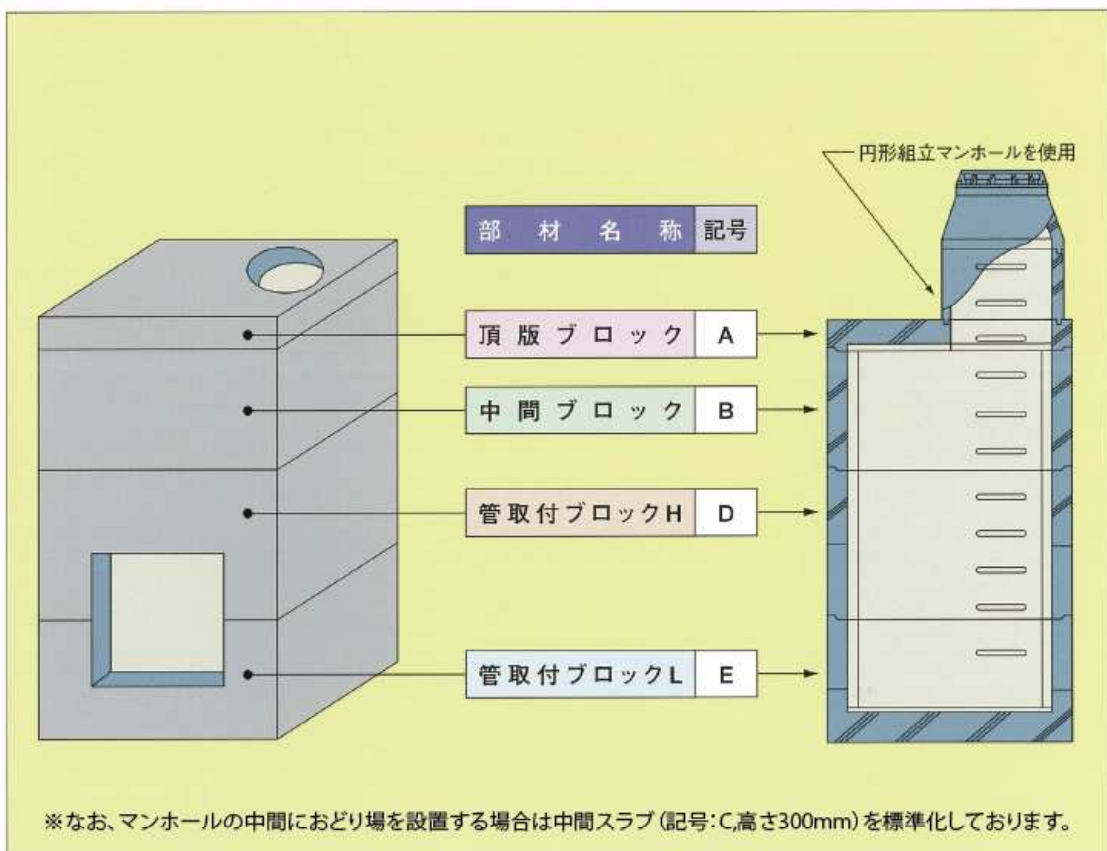 円形組立マンホールを使用
部材名称 記号
頂版ブロック A
中間ブロック B
管取付ブロックH D
管取付ブロックL E
※なお、マンホールの中間におどり場を設置する場合は中間スラブ(記号:C,高さ300mm)を標準化しております。